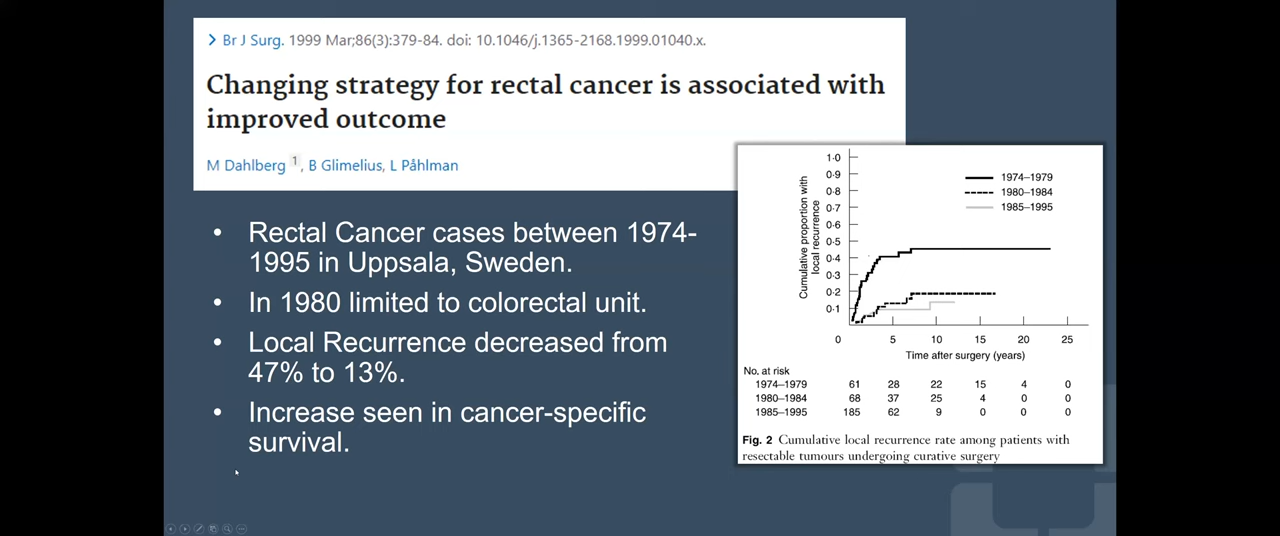 > Br J Surg. 1999 Mar;86(3):379-84. doi: 10.1046/j.1365-2168.1999.01040.x.
Changing strategy for rectal cancer is associated with
improved outcome
M Dahlberg 1, B Glimelius, L Påhlman
• Rectal Cancer cases between 1974-
1995 in Uppsala, Sweden.
• In 1980 limited to colorectal unit.
• Local Recurrence decreased from
47% to 13%.
• Increase seen in cancer-specific
survival.
Cumulative proportion with
local recurrence
1·0
0·9
0·8
0·7
0·6
0·5
0·4
0·3
0·2
0·1
1974–1979
1980–1984
1985–1995
0 5 10 15 20 25
Time after surgery (years)
No. at risk
1974–1979 61 28 22 15 4 0
1980–1984 68 37 25 4 0 0
1985–1995 185 62 9 0 0 0
Fig. 2 Cumulative local recurrence rate among patients with
resectable tumours undergoing curative surgery